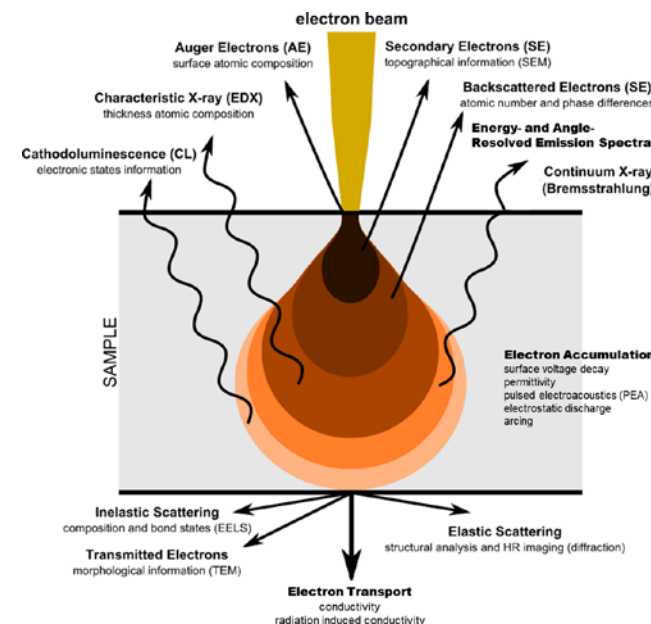 electron beam
Auger Electrons (AE)
surface atomic composition
Secondary Electrons (SE)
topographical information (SEM)
Characteristic X-ray (EDX)
thickness atomic composition
Backscattered Electrons (SE)
atomic number and phase differences
Energy- and Angle-
Resolved Emission Spectra
Cathodoluminescence (CL)
electronic states information
Continuum X-ray
(Bremsstrahlung)
SAMPLE
Electron Accumulation
surface voltage decay
permittivity
pulsed electroacoustics (PEA)
electrostatic discharge
arcing
Inelastic Scattering
composition and bond states (EELS)
Elastic Scattering
structural analysis and HR imaging (diffraction)
Transmitted Electrons
morphological information (TEM)
Electron Transport
conductivity
radiation induced conductivity